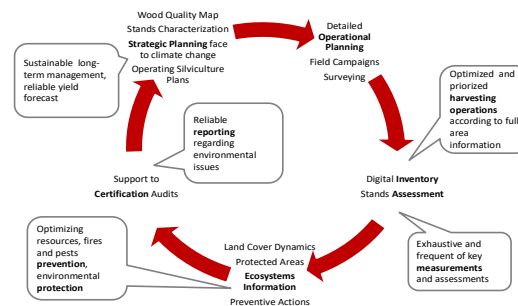 Wood Quality Map
Stands Characterization
Strategic Planning face
to climate change
Operating Silviculture
Plans
Detailed
Operational
Planning
Field Campaigns
Surveying
Sustainable long-
term management,
reliable yield
forecast
Optimized and
priorized
harvesting
operations
according to full
area
information
Reliable
reporting
regarding
environmental
issues
Support to
Certification Audits
Digital Inventory
Stands Assessment
Optimizing
resources, fires
and pests
prevention,
environmental
protection
Land Cover Dynamics
Protected Areas
Ecosystems
Information
Preventive Actions
Exhaustive and
frequent of key
measurements
and assessments